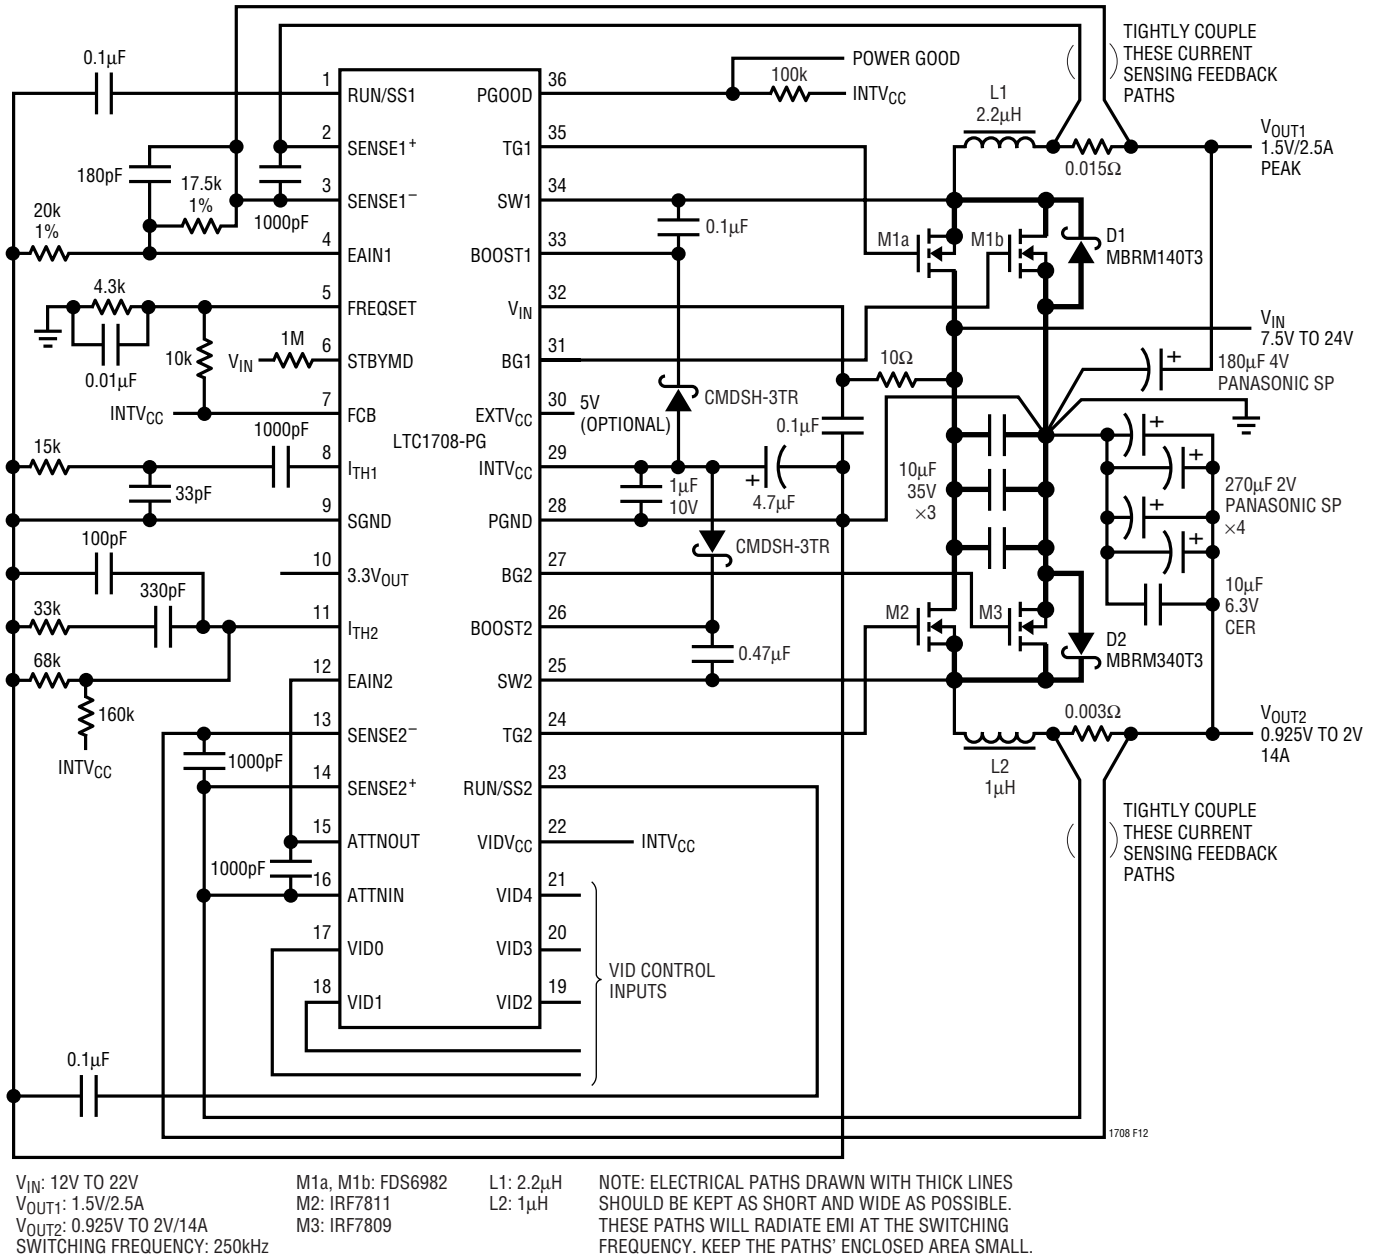 TIGHTLY COUPLE
THESE CURRENT
SENSING FEEDBACK
PATHS
0.1µF
POWER GOOD
100k
INTVCC
L1
2.2µH
VOUT1
1.5V/2.5A
PEAK
0.015Ω
1
RUN/SS1
36
PGOOD
2
SENSE1+
35
TG1
180pF
17.5k
1%
3
SENSE1−
34
SW1
1000pF
0.1µF
20k
1%
4
EAIN1
33
BOOST1
M1a
M1b
D1
MBRM140T3
4.3k
5
FREQSET
32
VIN
VIN
7.5V TO 24V
0.01µF
10k
VIN
1M
6
STBYMD
31
BG1
10Ω
180µF 4V
PANASONIC SP
INTVCC
7
FCB
30
EXTVCC
5V
(OPTIONAL)
CMDSH-3TR
0.1µF
LTC1708-PG
15k
1000pF
8
ITH1
29
INTVCC
1µF
10V
4.7µF
10µF
35V
×3
270µF 2V
PANASONIC SP
×4
33pF
9
SGND
28
PGND
100pF
CMDSH-3TR
10
3.3VOUT
27
BG2
330pF
10µF
6.3V
CER
33k
11
ITH2
26
BOOST2
M2
M3
D2
MBRM340T3
0.47µF
68k
12
EAIN2
25
SW2
160k
INTVCC
13
SENSE2−
24
TG2
0.003Ω
VOUT2
0.925V TO 2V
14A
L2
1µH
1000pF
14
SENSE2+
23
RUN/SS2
TIGHTLY COUPLE
THESE CURRENT
SENSING FEEDBACK
PATHS
15
ATTNOUT
22
VIDVCC
INTVCC
1000pF
16
ATTNIN
21
VID4
17
VID0
20
VID3
VID CONTROL
INPUTS
18
VID1
19
VID2
0.1µF
1708 F12
VIN: 12V TO 22V
VOUT1: 1.5V/2.5A
VOUT2: 0.925V TO 2V/14A
SWITCHING FREQUENCY: 250kHz
M1a, M1b: FDS6982
M2: IRF7811
M3: IRF7809
L1: 2.2µH
L2: 1µH
NOTE: ELECTRICAL PATHS DRAWN WITH THICK LINES
SHOULD BE KEPT AS SHORT AND WIDE AS POSSIBLE.
THESE PATHS WILL RADIATE EMI AT THE SWITCHING
FREQUENCY. KEEP THE PATHS' ENCLOSED AREA SMALL.